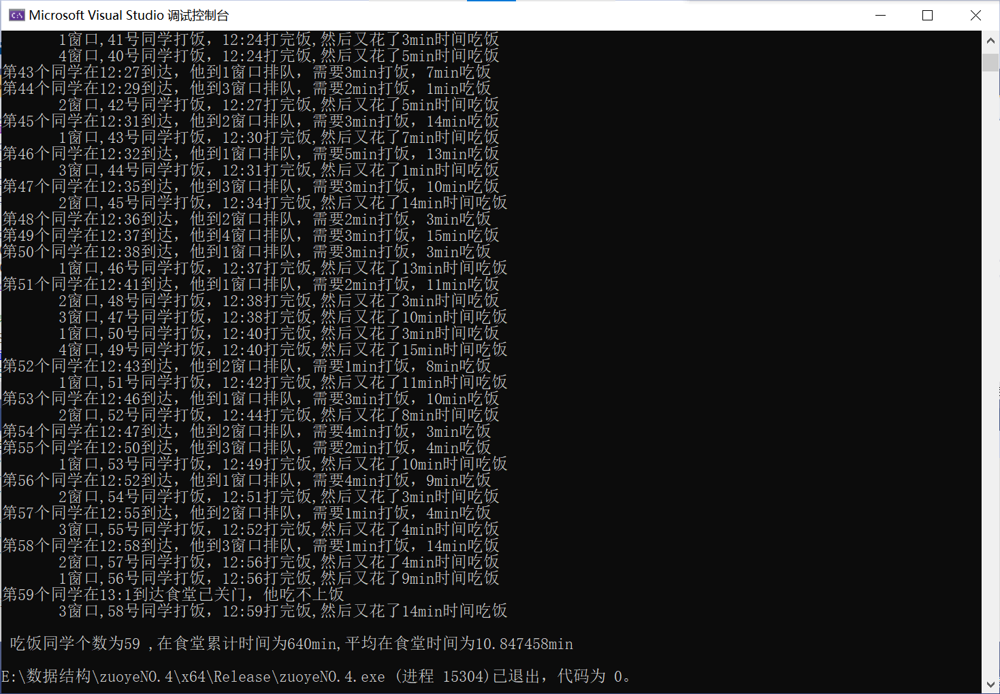 Microsoft Visual Studio 调试控制台
1窗口,41号同学打饭，12:24打完饭,然后又花了3min时间吃饭
4窗口,40号同学打饭，12:24打完饭,然后又花了5min时间吃饭
第43个同学在12:27到达，他到1窗口排队，需要3min打饭，7min吃饭
第44个同学在12:29到达，他到3窗口排队，需要2min打饭，1min吃饭
2窗口,42号同学打饭，12:27打完饭,然后又花了5min时间吃饭
第45个同学在12:31到达，他到2窗口排队，需要3min打饭，14min吃饭
1窗口,43号同学打饭，12:30打完饭,然后又花了7min时间吃饭
第46个同学在12:32到达，他到1窗口排队，需要5min打饭，13min吃饭
3窗口,44号同学打饭，12:31打完饭,然后又花了1min时间吃饭
第47个同学在12:35到达，他到3窗口排队，需要3min打饭，10min吃饭
2窗口,45号同学打饭，12:34打完饭,然后又花了14min时间吃饭
第48个同学在12:36到达，他到2窗口排队，需要2min打饭，3min吃饭
第49个同学在12:37到达，他到4窗口排队，需要3min打饭，15min吃饭
第50个同学在12:38到达，他到1窗口排队，需要3min打饭，3min吃饭
1窗口,46号同学打饭，12:37打完饭,然后又花了13min时间吃饭
第51个同学在12:41到达，他到1窗口排队，需要2min打饭，11min吃饭
2窗口,48号同学打饭，12:38打完饭,然后又花了3min时间吃饭
3窗口,47号同学打饭，12:38打完饭,然后又花了10min时间吃饭
1窗口,50号同学打饭，12:40打完饭,然后又花了3min时间吃饭
4窗口,49号同学打饭，12:40打完饭,然后又花了15min时间吃饭
第52个同学在12:43到达，他到2窗口排队，需要1min打饭，8min吃饭
1窗口,51号同学打饭，12:42打完饭,然后又花了11min时间吃饭
第53个同学在12:46到达，他到1窗口排队，需要3min打饭，10min吃饭
2窗口,52号同学打饭，12:44打完饭,然后又花了8min时间吃饭
第54个同学在12:47到达，他到2窗口排队，需要4min打饭，3min吃饭
第55个同学在12:50到达，他到3窗口排队，需要2min打饭，4min吃饭
1窗口,53号同学打饭，12:49打完饭,然后又花了10min时间吃饭
第56个同学在12:52到达，他到1窗口排队，需要4min打饭，9min吃饭
2窗口,54号同学打饭，12:51打完饭,然后又花了3min时间吃饭
第57个同学在12:55到达，他到2窗口排队，需要1min打饭，4min吃饭
3窗口,55号同学打饭，12:52打完饭,然后又花了4min时间吃饭
第58个同学在12:58到达，他到3窗口排队，需要1min打饭，14min吃饭
2窗口,57号同学打饭，12:56打完饭,然后又花了4min时间吃饭
1窗口,56号同学打饭，12:56打完饭,然后又花了9min时间吃饭
第59个同学在13:1到达食堂已关门，他吃不上饭
3窗口,58号同学打饭，12:59打完饭,然后又花了14min时间吃饭
吃饭同学个数为59 ,在食堂累计时间为640min,平均在食堂时间为10.847458min
E:\数据结构\zuoyeNO.4\x64\Release\zuoyeNO.4.exe (进程 15304)已退出，代码为 0。